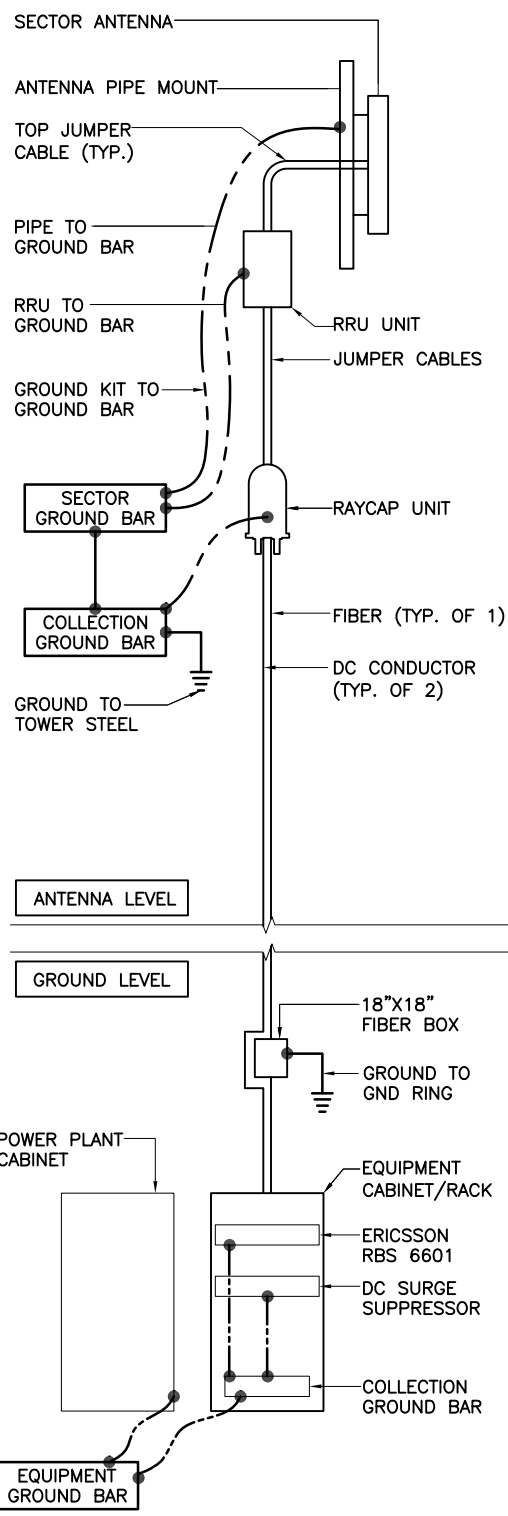 SECTOR ANTENNA
ANTENNA PIPE MOUNT
TOP JUMPER
CABLE (TYP.)
PIPE TO
GROUND BAR
RRU TO
GROUND BAR
RRU UNIT
JUMPER CABLES
GROUND KIT TO
GROUND BAR
SECTOR
GROUND BAR
RAYCAP UNIT
COLLECTION
GROUND BAR
FIBER (TYP. OF 1)
DC CONDUCTOR
(TYP. OF 2)
GROUND TO
TOWER STEEL
ANTENNA LEVEL
GROUND LEVEL
18"X18"
FIBER BOX
GROUND TO
GND RING
POWER PLANT
CABINET
EQUIPMENT
CABINET/RACK
ERICSSON
RBS 6601
DC SURGE
SUPPRESSOR
COLLECTION
GROUND BAR
EQUIPMENT
GROUND BAR